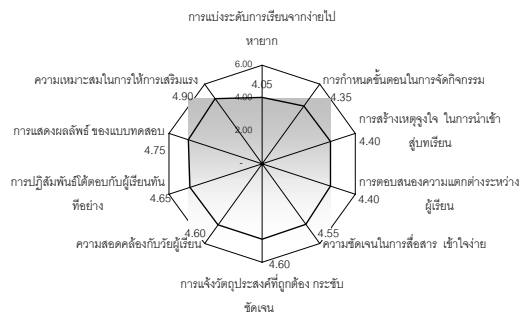 การแบ่งระดับการเรียนจากง่ายไป
หายาก
6.00
ความเหมาะสมในการให้การเสริมแรง
4.05
การกำหนดขั้นตอนในการจัดกิจกรรม
4.90
4.00
4.35
การสร้างเหตุจูงใจ ในการนำเข้า
สู่บทเรียน
การแสดงผลลัพธ์ ของแบบทดสอบ
2.00
4.40
4.75
-
การปฏิสัมพันธ์โต้ตอบกับผู้เรียนทัน
ทีอย่าง
การตอบสนองความแตกต่างระหว่าง
ผู้เรียน
4.65
4.40
4.60
4.55
ความสอดคล้องกับวัยผู้เรียน
ความชัดเจนในการสื่อสาร เข้าใจง่าย
4.60
การแจ้งวัตถุประสงค์ที่ถูกต้อง กระชับ
ชัดเจน